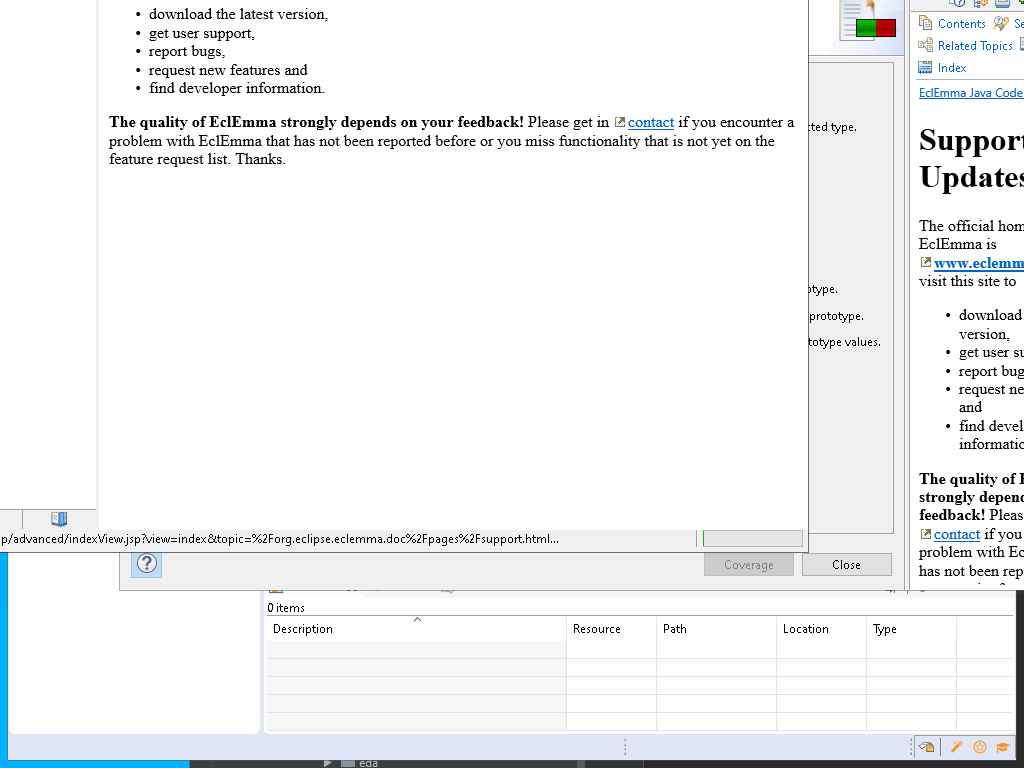 • download the latest version,
• get user support,
• report bugs,
• request new features and
• find developer information.
The quality of EclEmma strongly depends on your feedback! Please get in contact if you encounter a
problem with EclEmma that has not been reported before or you miss functionality that is not yet on the
feature request list. Thanks.
p/advanced/indexView.jsp?view=index&topic=%2Forg.eclipse.eclemma.doc%2Fpages%2Fsupport.html...
cted type.
otype.
prototype.
totype values.
Coverage
Close
Contents
Se
Related Topics
Index
EclEmma Java Code
Support
Updates
The official hom
EclEmma is
www.eclemm
visit this site to
• download
version,
• get user su
• report bug
• request ne
and
• find devel
informatic
The quality of E
strongly depend
feedback! Pleas
contact if you
problem with Ec
has not been rep
0 items
Description
Resource
Path
Location
Type
eda